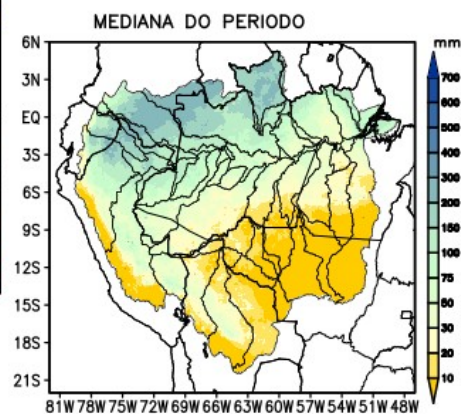 MEDIANA DO PERIODO
mm
6N
3N
EQ
3S
6S
9S
12S
15S
18S
21S
81W 78W 75W 72W 69W 66W 63W 60W 57W 54W 51W 48W
700
600
500
400
300
200
150
100
75
50
30
20
10